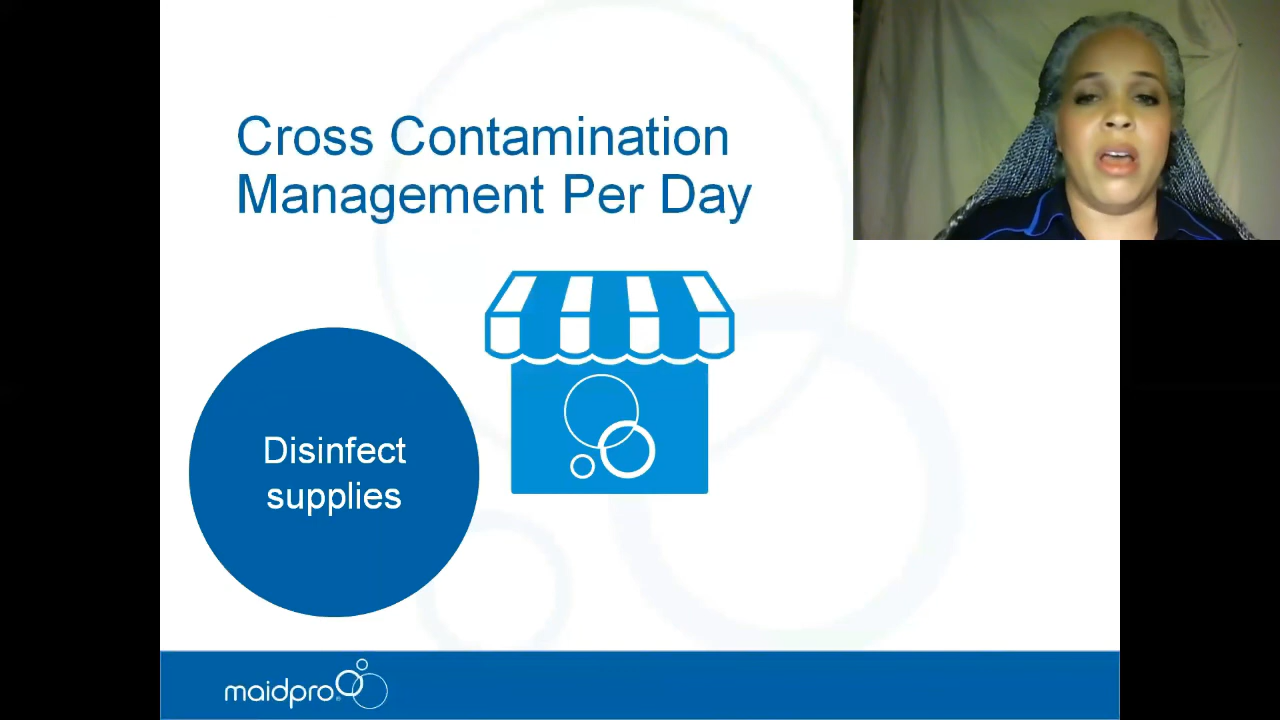 Cross Contamination
Management Per Day
Disinfect
supplies
maidpro